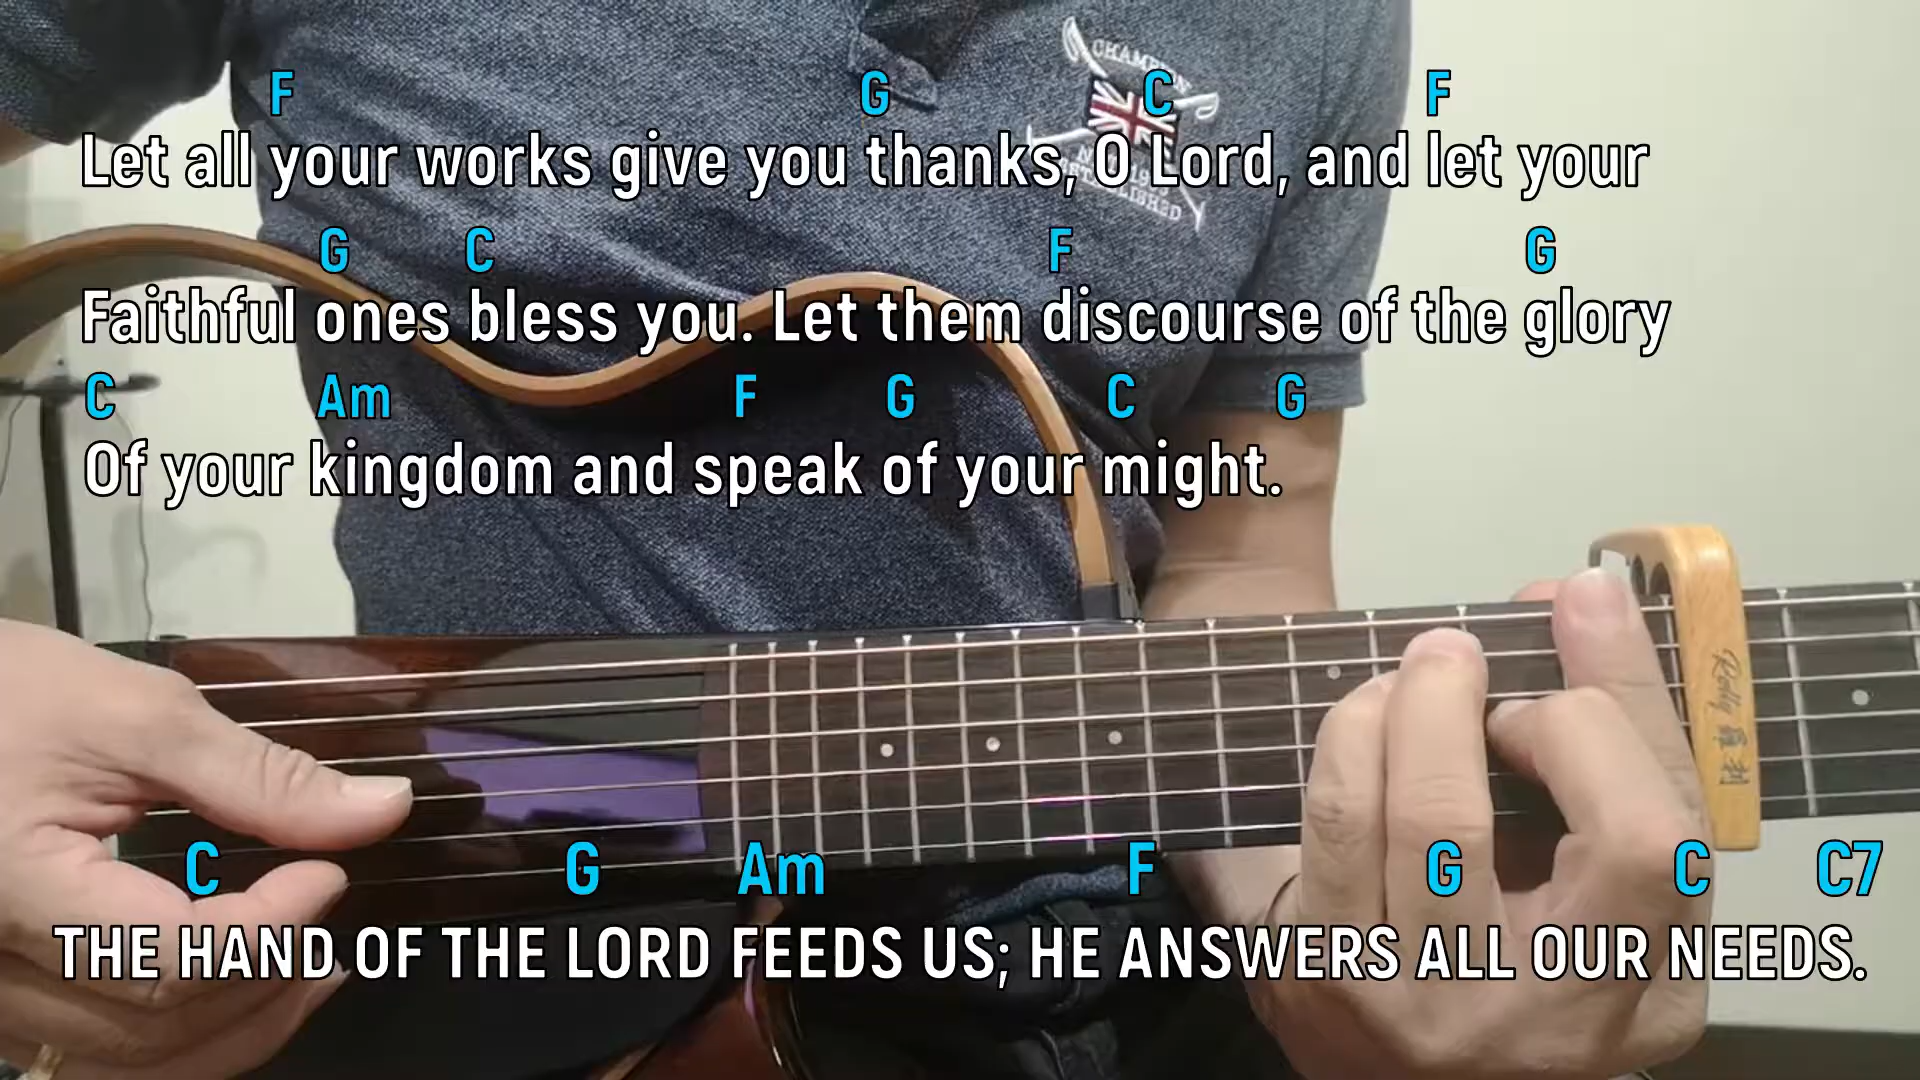 F G C F
Let all your works give you thanks, O Lord, and let your
G C F G
Faithful ones bless you. Let them discourse of the glory
C Am F G C G
Of your kingdom and speak of your might.
C G Am F G C C7
THE HAND OF THE LORD FEEDS US; HE ANSWERS ALL OUR NEEDS.